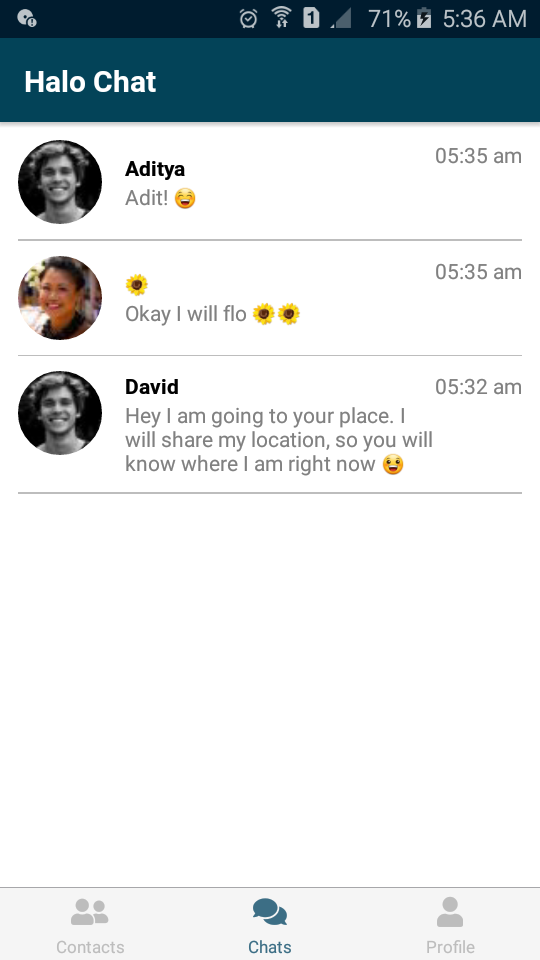 71% 5:36 AM
Halo Chat
Aditya 05:35 am
Adit! 😁
🌻 05:35 am
Okay I will flo 🌻🌻
David 05:32 am
Hey I am going to your place. I
will share my location, so you will
know where I am right now 😀
Contacts Chats Profile